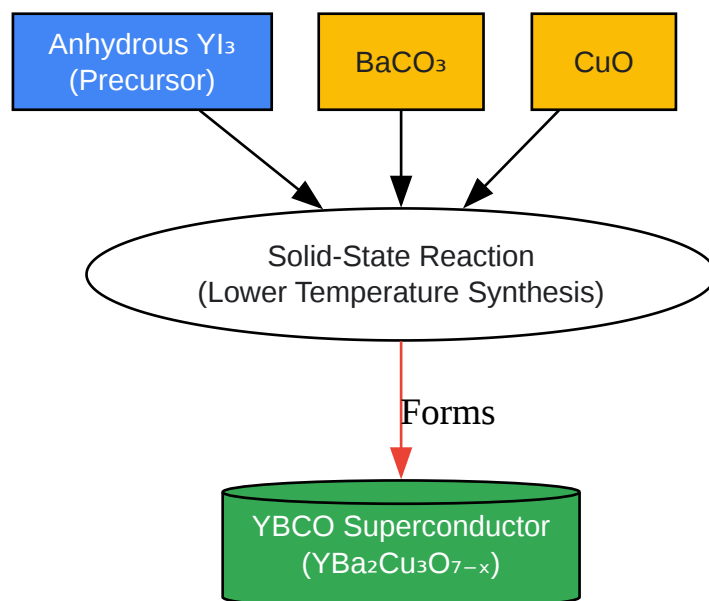 Anhydrous YI₃
(Precursor)
BaCO₃
CuO
Solid-State Reaction
(Lower Temperature Synthesis)
Forms
YBCO Superconductor
(YBa₂Cu₃O₇₋ₓ)